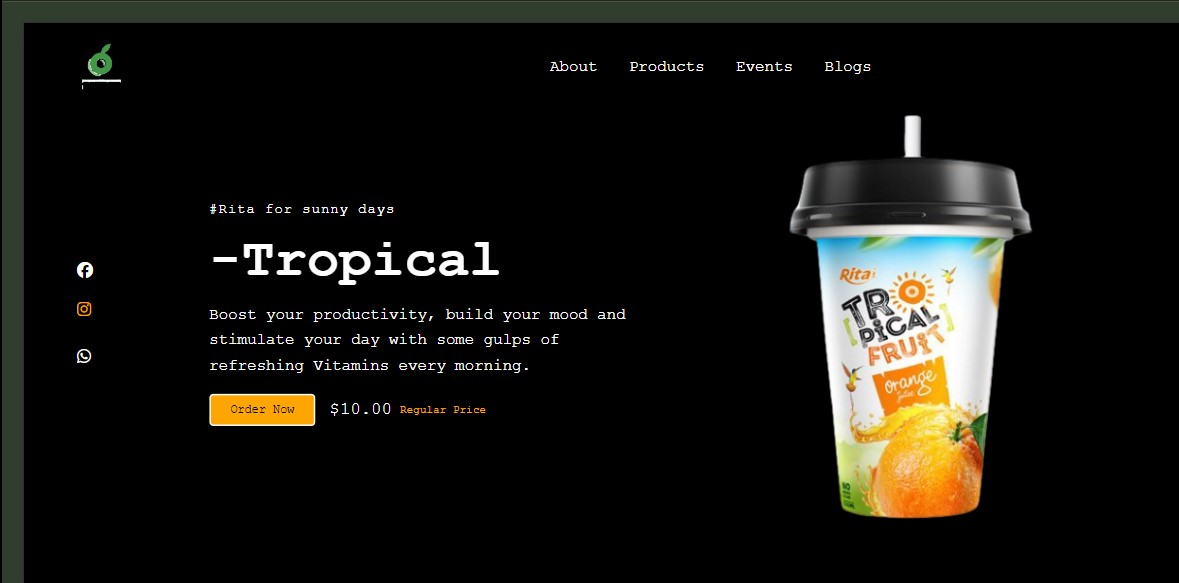 About Products Events Blogs
#Rita for sunny days
-Tropical
Boost your productivity, build your mood and
stimulate your day with some gulps of
refreshing Vitamins every morning.
Order Now $10.00 Regular Price
Rita
TROPICAL
FRUIT
orange
juice